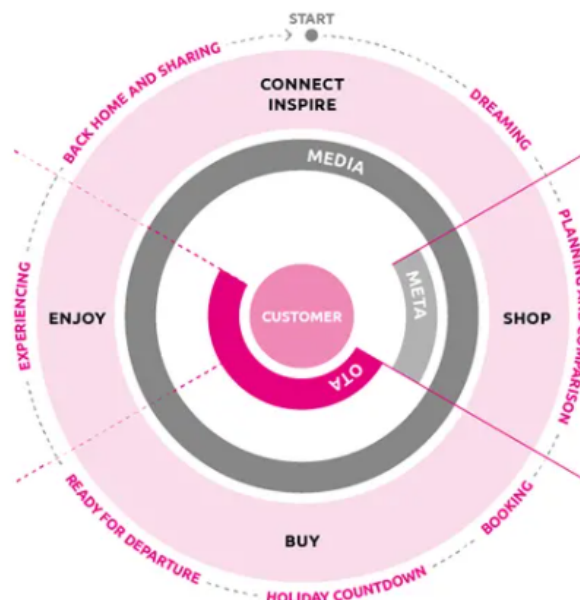 START
BACK HOME AND SHARING
CONNECT
INSPIRE
DREAMING
MEDIA
PLANNING AND COMPARISON
META
EXPERIENCING
ENJOY
CUSTOMER
SHOP
OTA
READY FOR DEPARTURE
BUY
BOOKING
HOLIDAY COUNTDOWN